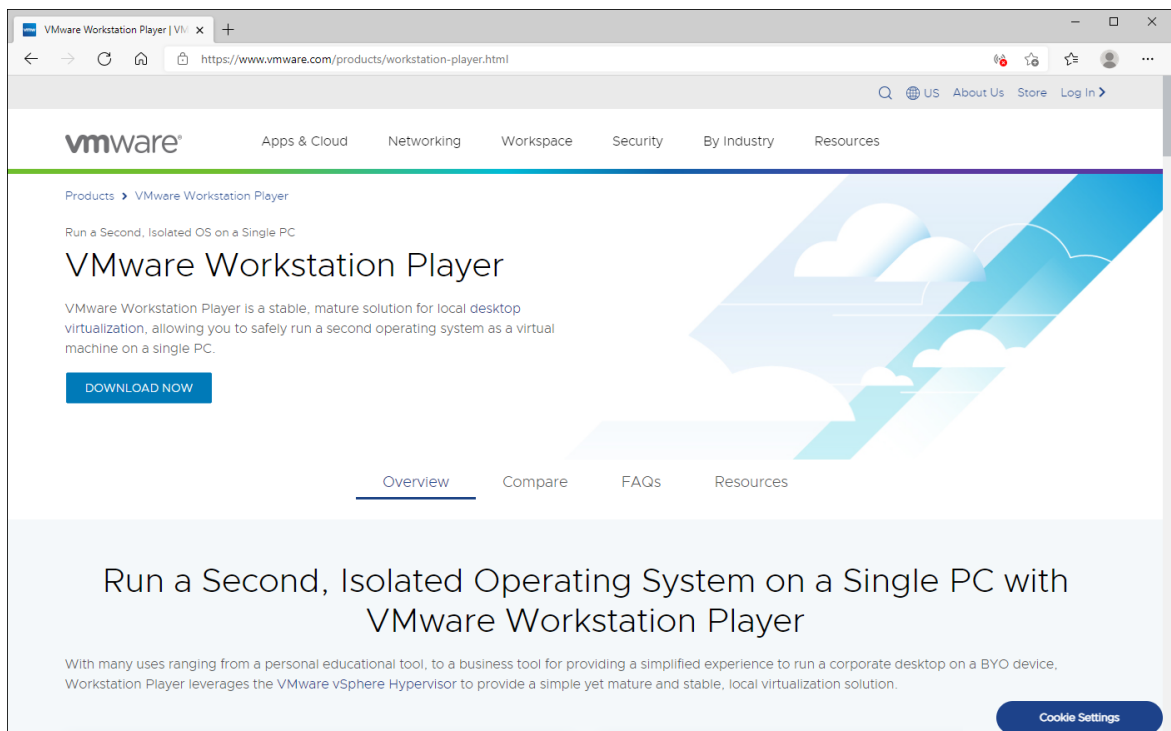 VMware Workstation Player | VM
https://www.vmware.com/products/workstation-player.html
US About Us Store Log In
vmware®
Apps & Cloud Networking Workspace Security By Industry Resources
Products > VMware Workstation Player
Run a Second, Isolated OS on a Single PC
VMware Workstation Player
VMware Workstation Player is a stable, mature solution for local desktop
virtualization, allowing you to safely run a second operating system as a virtual
machine on a single PC.
DOWNLOAD NOW
Overview Compare FAQs Resources
Run a Second, Isolated Operating System on a Single PC with
VMware Workstation Player
With many uses ranging from a personal educational tool, to a business tool for providing a simplified experience to run a corporate desktop on a BYO device,
Workstation Player leverages the VMware vSphere Hypervisor to provide a simple yet mature and stable, local virtualization solution.
Cookie Settings